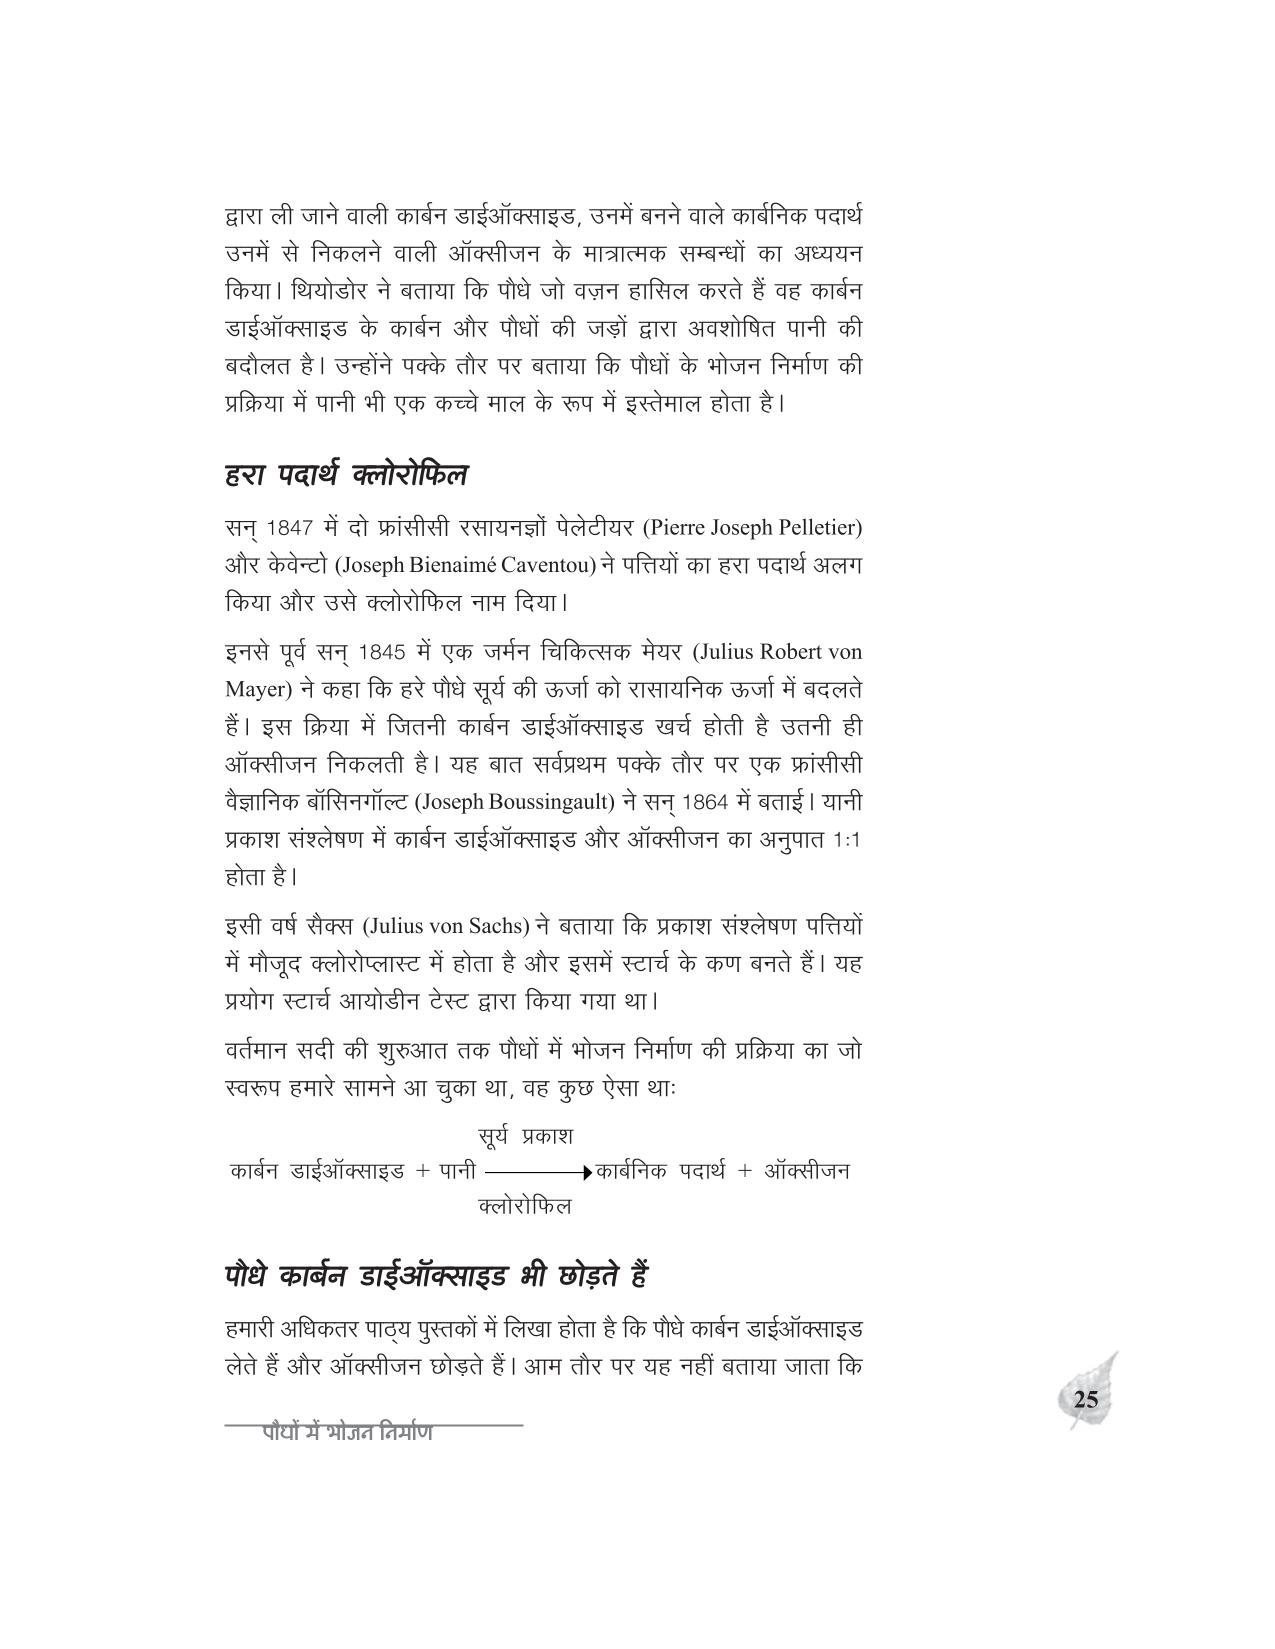 द्वारा ली जाने वाली कार्बन डाईऑक्साइड, उनमें बनने वाले कार्बनिक पदार्थ
उनमें से निकलने वाली ऑक्सीजन के मात्रात्मक सम्बन्धों का अध्ययन
किया। थियोडोर ने बताया कि पौधे जो वज़न हासिल करते हैं वह कार्बन
डाईऑक्साइड के कार्बन और पौधों की जड़ों द्वारा अवशोषित पानी की
बदौलत है। उन्होंने पक्के तौर पर बताया कि पौधों के भोजन निर्माण की
प्रक्रिया में पानी भी एक कच्चे माल के रूप में इस्तेमाल होता है।
हरा पदार्थ क्लोरोफिल
सन् 1847 में दो फ्रांसीसी रसायनज्ञों पेलेटीयर (Pierre Joseph Pelletier)
और केवेन्टो (Joseph Bienaimé Caventou) ने पत्तियों का हरा पदार्थ अलग
किया और उसे क्लोरोफिल नाम दिया।
इनसे पूर्व सन् 1845 में एक जर्मन चिकित्सक मेयर (Julius Robert von
Mayer) ने कहा कि हरे पौधे सूर्य की ऊर्जा को रासायनिक ऊर्जा में बदलते
हैं। इस क्रिया में जितनी कार्बन डाईऑक्साइड खर्च होती है उतनी ही
ऑक्सीजन निकलती है। यह बात सर्वप्रथम पक्के तौर पर एक फ्रांसीसी
वैज्ञानिक बॉसिनगॉल्ट (Joseph Boussingault) ने सन् 1864 में बताई। यानी
प्रकाश संश्लेषण में कार्बन डाईऑक्साइड और ऑक्सीजन का अनुपात 1:1
होता है।
इसी वर्ष सैक्स (Julius von Sachs) ने बताया कि प्रकाश संश्लेषण पत्तियों
में मौजूद क्लोरोप्लास्ट में होता है और इसमें स्टार्च के कण बनते हैं। यह
प्रयोग स्टार्च आयोडीन टेस्ट द्वारा किया गया था।
वर्तमान सदी की शुरुआत तक पौधों में भोजन निर्माण की प्रक्रिया का जो
स्वरूप हमारे सामने आ चुका था, वह कुछ ऐसा था:
सूर्य प्रकाश
कार्बन डाईऑक्साइड + पानी ⟶ कार्बनिक पदार्थ + ऑक्सीजन
क्लोरोफिल
पौधे कार्बन डाईऑक्साइड भी छोड़ते हैं
हमारी अधिकतर पाठ्य पुस्तकों में लिखा होता है कि पौधे कार्बन डाईऑक्साइड
लेते हैं और ऑक्सीजन छोड़ते हैं। आम तौर पर यह नहीं बताया जाता कि
25
पौधों में भोजन निर्माण